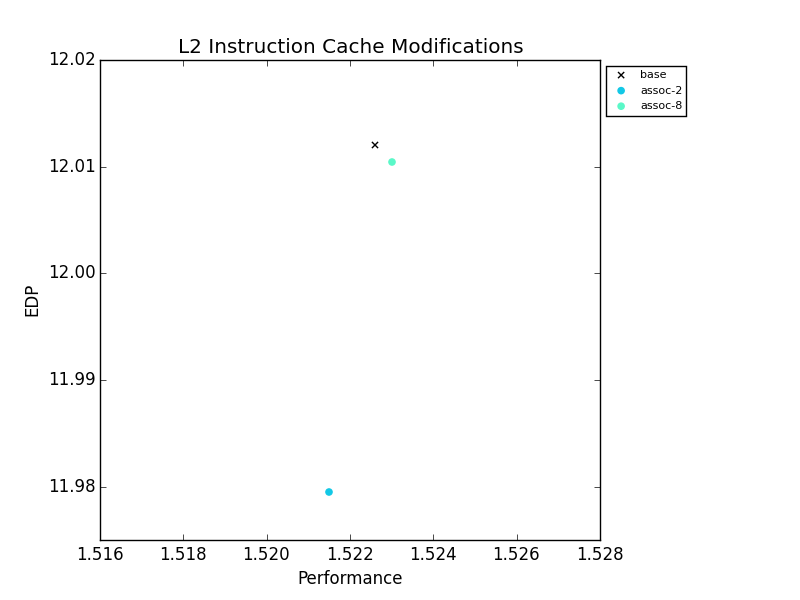 L2 Instruction Cache Modifications
12.02
12.01
12.00
11.99
11.98
EDP
1.516 1.518 1.520 1.522 1.524 1.526 1.528
Performance
base
assoc-2
assoc-8